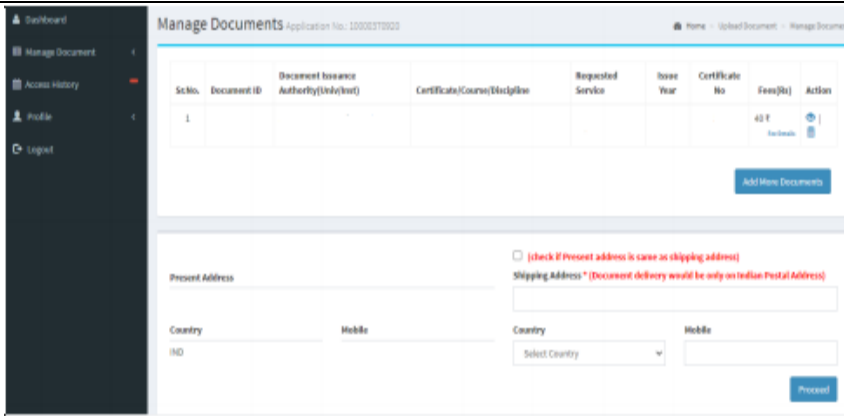 Dashboard
Manage Document
Access History
Profile
Logout
Manage Documents Application No.: 10000370920
Home - Upload Document - Manage Docume
Sr.No. Document ID Document Issuance Authority(Univ/Inst) Certificate/Course/Discipline Requested Service Issue Year Certificate No Fees(Rs) Action
1 40 ₹ |
Add More Documents
(check if Present address is same as shipping address)
Present Address
Shipping Address * (Document delivery would be only on Indian Postal Address)
Country Mobile Country Mobile
IND Select Country
Proceed